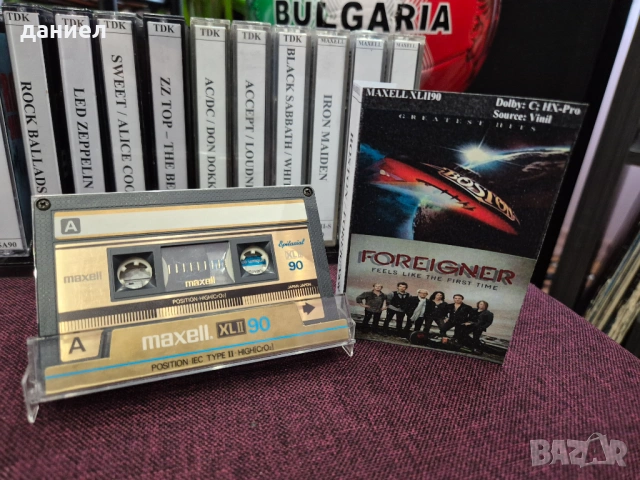 даниел
BULGARIA
TDK
TDK
TDK
TDK
TDK
TDK
TDK
MAXELL
MAXELL
ROCK BALLADS
LED ZEPPELIN
SWEET / ALICE COO
ZZ TOP – THE BE
AC/DC / DON DOKK
ACCEPT / LOUDNE
BLACK SABBATH / WHI
IRON MAIDEN
MAXELL XLII90
Dolby: C; HX-Pro
Source: Vinil
GREATEST HITS
BOSTON
FOREIGNER
FEELS LIKE THE FIRST TIME
A
Epitaxial
XLII
90
maxell
maxell
POSITION HIGH(CrO₂)
JAPAN
A
maxell. XLII 90
POSITION IEC TYPE II · HIGH(CrO₂)
BAZAR